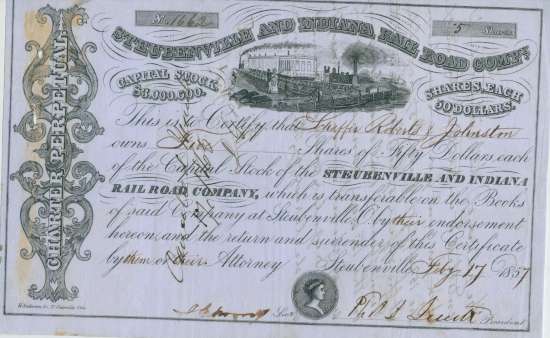 No. 1662
5 Shares
STEUBENVILLE AND INDIANA RAIL ROAD COMPY
CAPITAL STOCK
SHARES, EACH
50 DOLLARS.
CHARTER PERPETUAL
This is to Certify that Roberts & Johnston
owns Five Shares of Fifty Dollars each
of the Capital Stock of the STEUBENVILLE AND INDIANA
RAIL ROAD COMPANY, which is transferable on the Books
of said Company at Steubenville, O. by their endorsement
hereon, and the return and surrender of this Certificate
by them or their Attorney Steubenville, Feby 17 1857
Secy
President